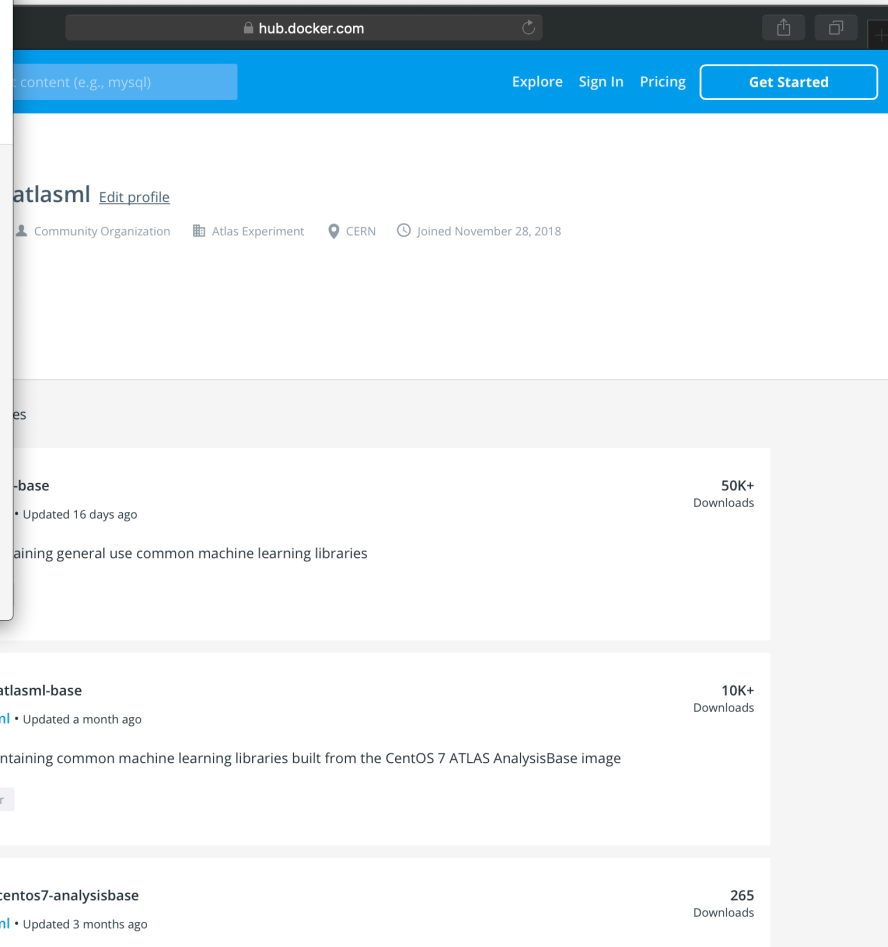 hub.docker.com
content (e.g., mysql)
Explore Sign In Pricing Get Started
atlasml Edit profile
Community Organization Atlas Experiment CERN Joined November 28, 2018
es
-base
50K+
• Updated 16 days ago
Downloads
aining general use common machine learning libraries
atlasml-base
10K+
ml • Updated a month ago
Downloads
ntaining common machine learning libraries built from the CentOS 7 ATLAS AnalysisBase image
r
centos7-analysisbase
265
ml • Updated 3 months ago
Downloads